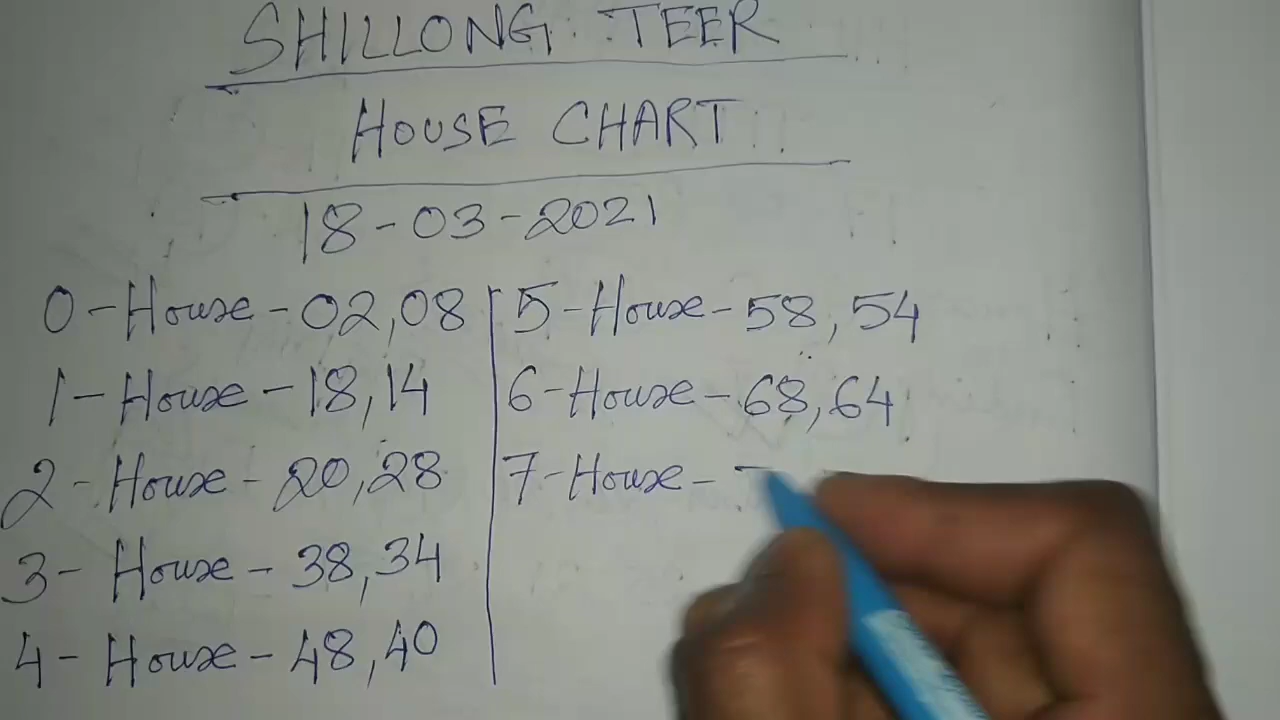 SHILLONG TEER
HOUSE CHART
18-03-2021
0-House-02,08
1-House-18,14
2-House-20,28
3-House-38,34
4-House-48,40
5-House-58,54
6-House-68,64
7-House-